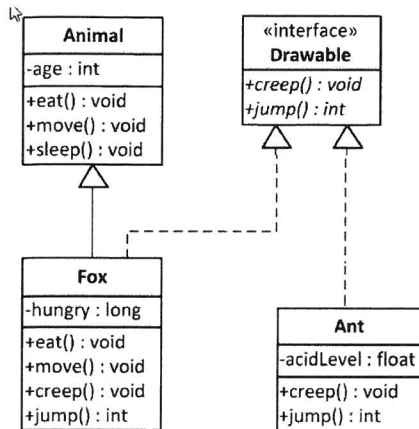 Animal
-age : int
+eat() : void
+move() : void
+sleep() : void
«interface»
Drawable
+creep() : void
+jump() : int
Fox
-hungry : long
+eat() : void
+move() : void
+creep() : void
+jump() : int
Ant
-acidLevel : float
+creep() : void
+jump() : int